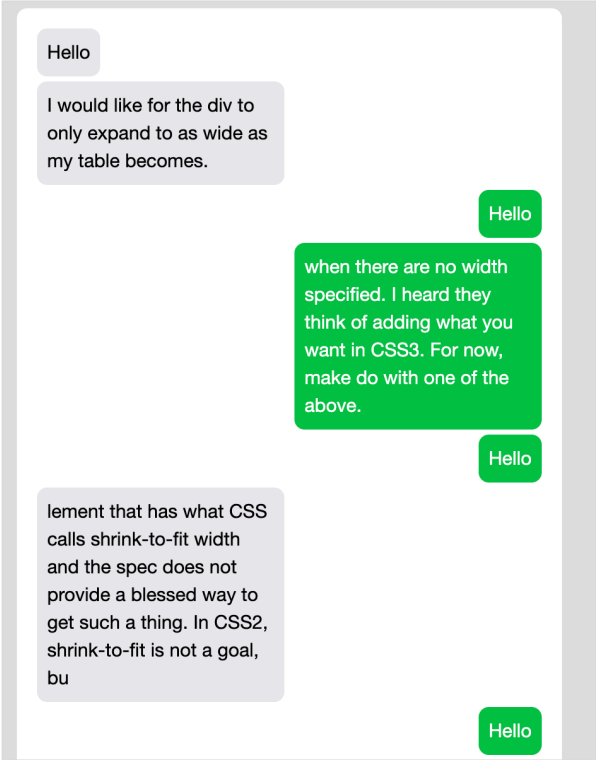 Hello
I would like for the div to
only expand to as wide as
my table becomes.
Hello
when there are no width
specified. I heard they
think of adding what you
want in CSS3. For now,
make do with one of the
above.
Hello
lement that has what CSS
calls shrink-to-fit width
and the spec does not
provide a blessed way to
get such a thing. In CSS2,
shrink-to-fit is not a goal,
bu
Hello